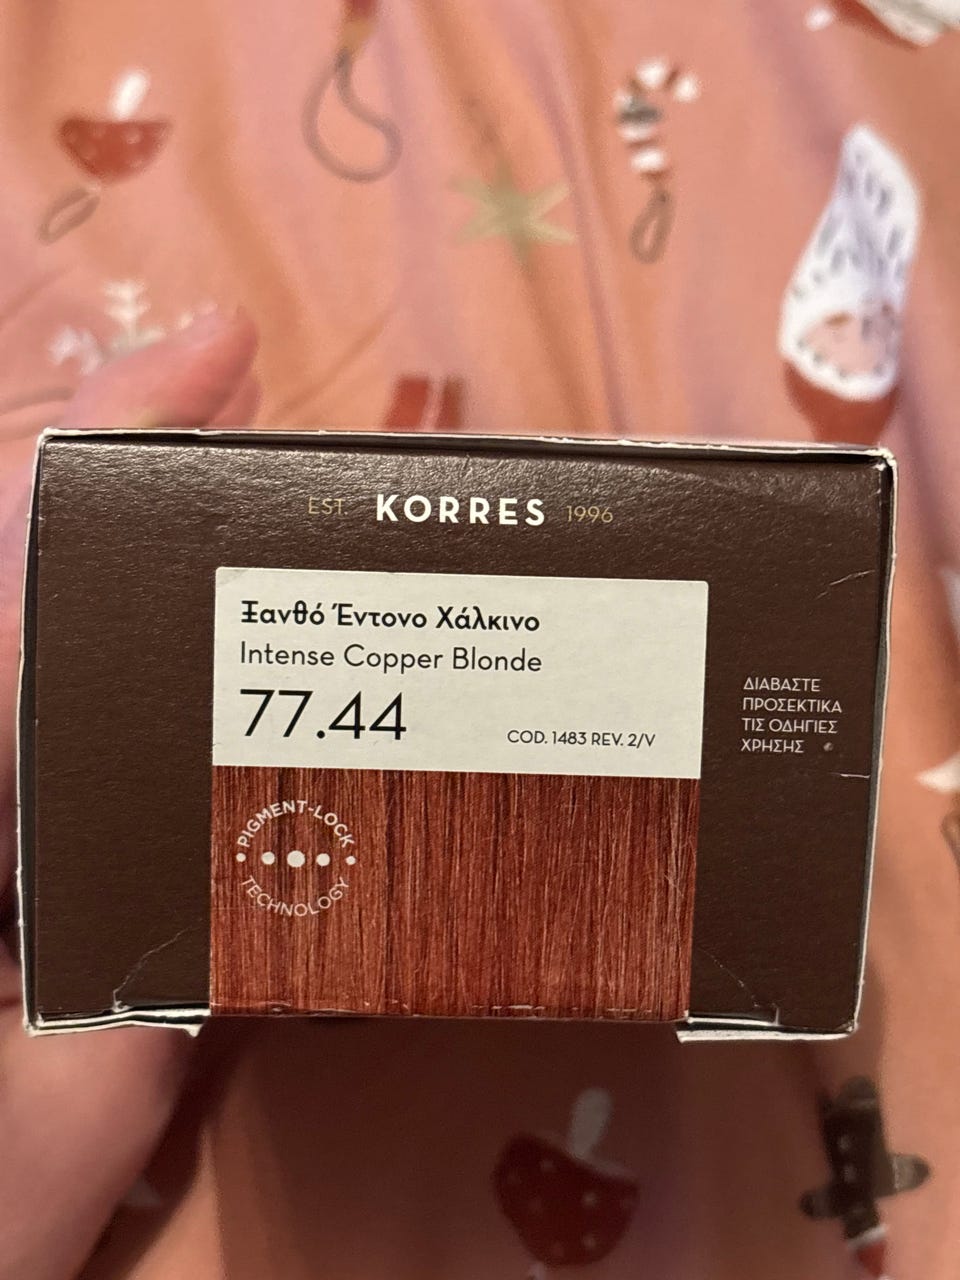 EST. KORRES 1996
Ξανθό Έντονο Χάλκινο
Intense Copper Blonde
77.44
COD. 1483 REV. 2/V
ΔΙΑΒΑΣΤΕ
ΠΡΟΣΕΚΤΙΚΑ
ΤΙΣ ΟΔΗΓΙΕΣ
ΧΡΗΣΗΣ
PIGMENT-LOCK
TECHNOLOGY